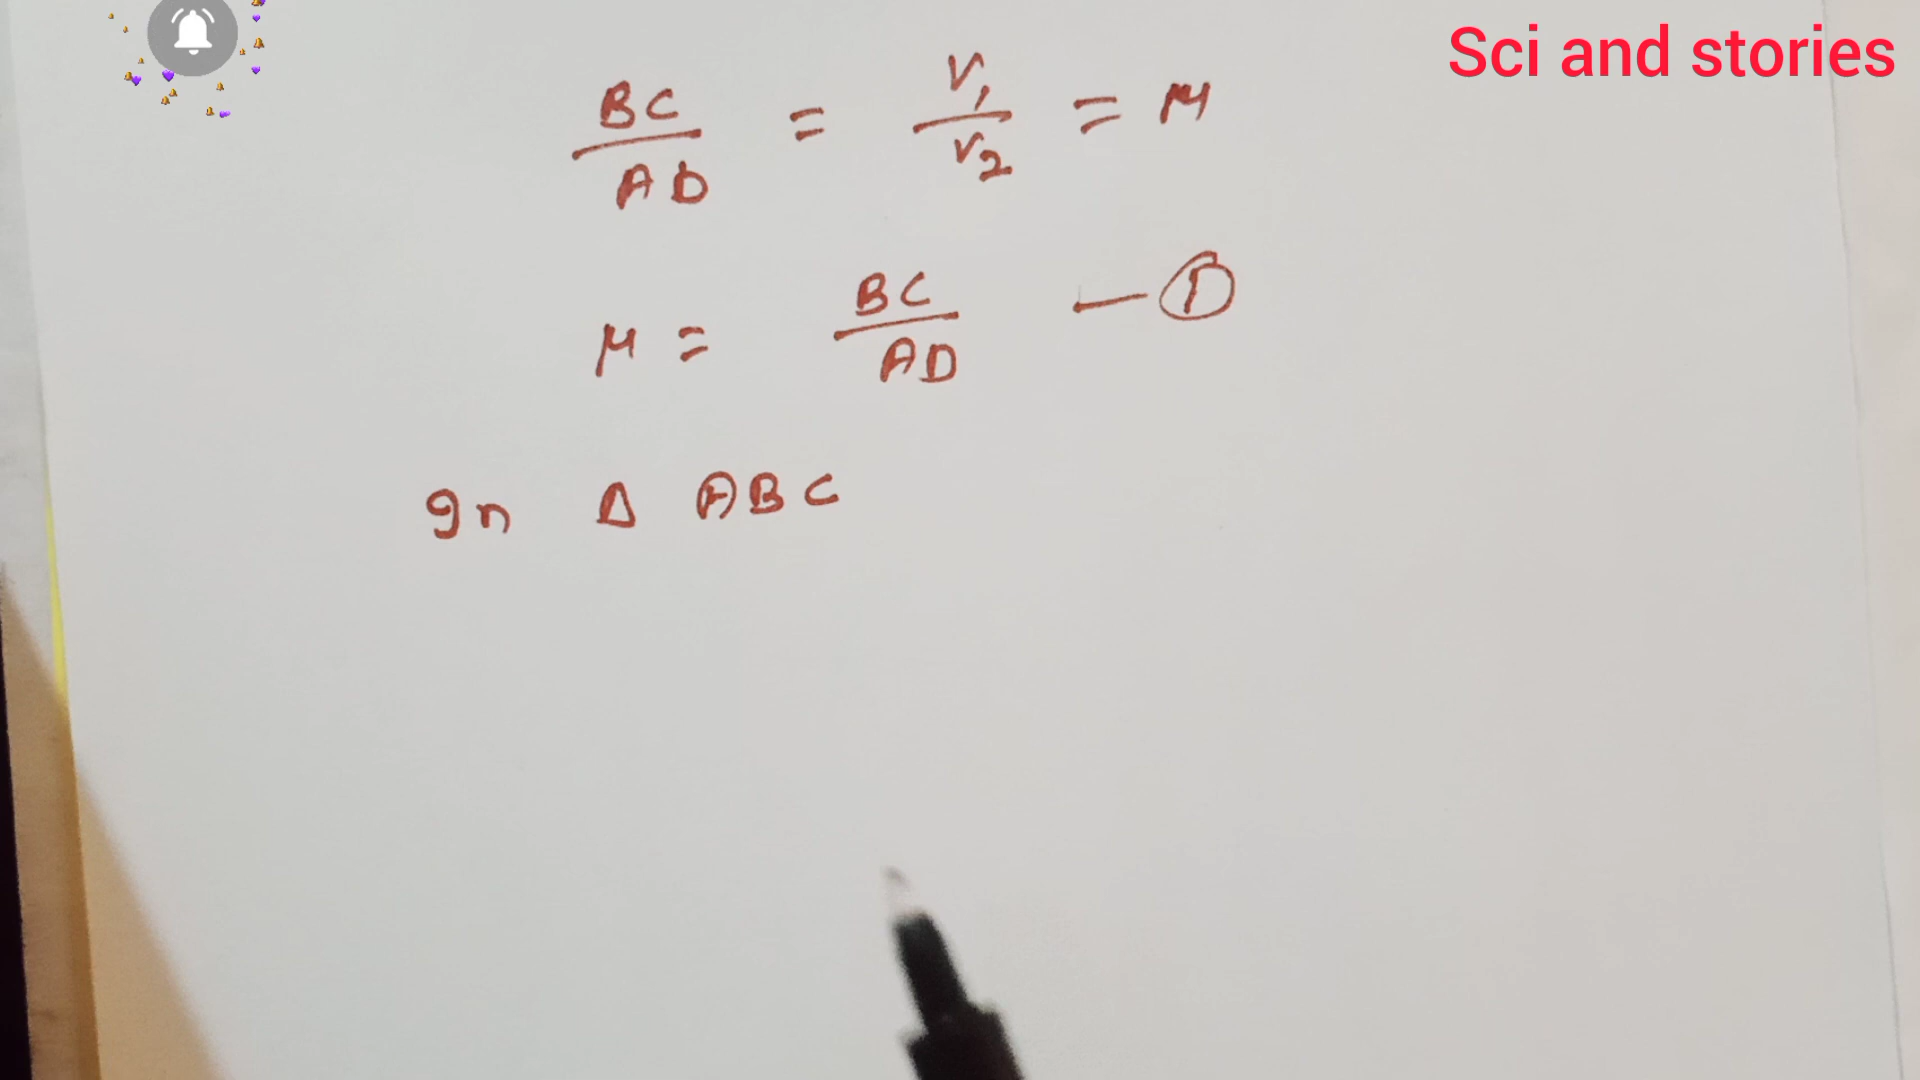 Sci and stories
BC/AD = V₁/V₂ = μ
μ = BC/AD — ①
In Δ ABC